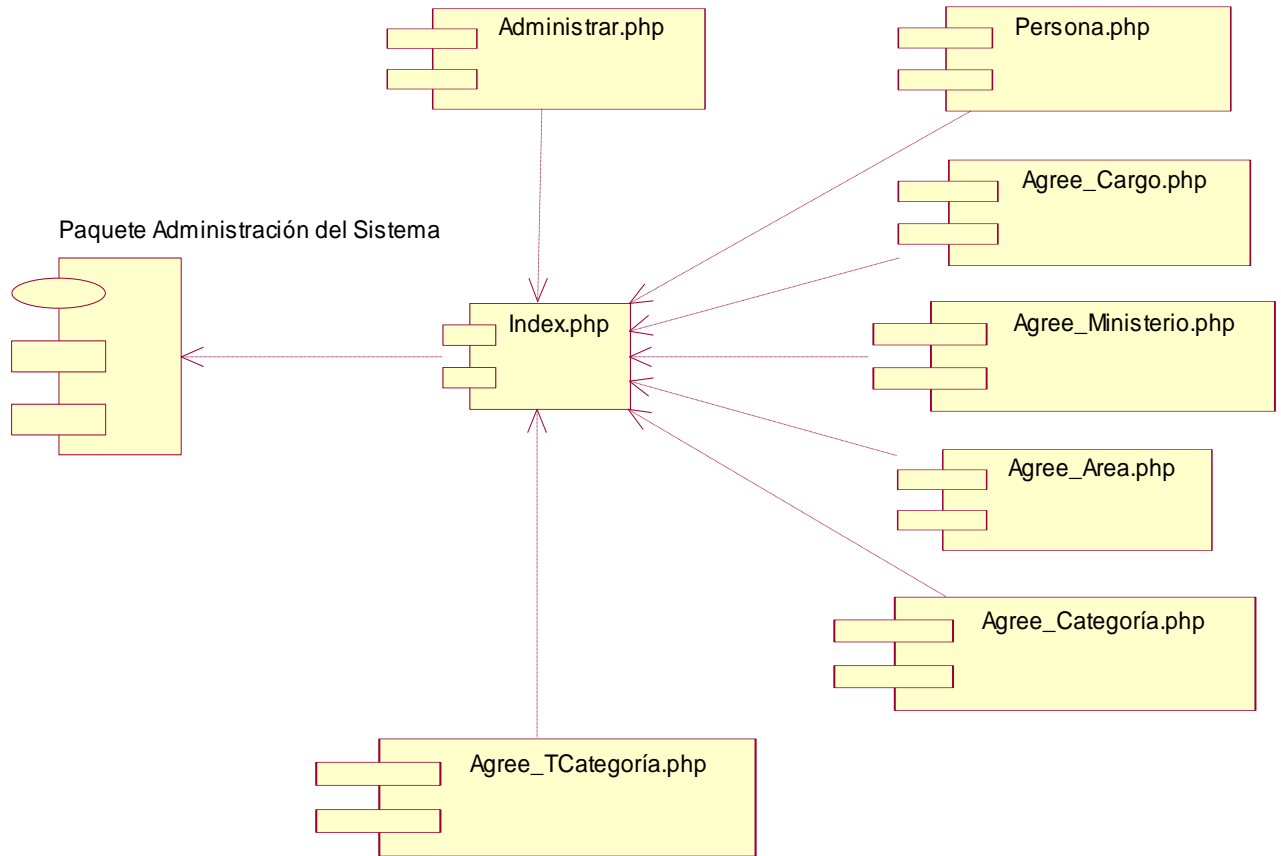 Administrar.php
Persona.php
Agree_Cargo.php
Paquete Administración del Sistema
Index.php
Agree_Ministerio.php
Agree_Area.php
Agree_Categoría.php
Agree_TCategoría.php